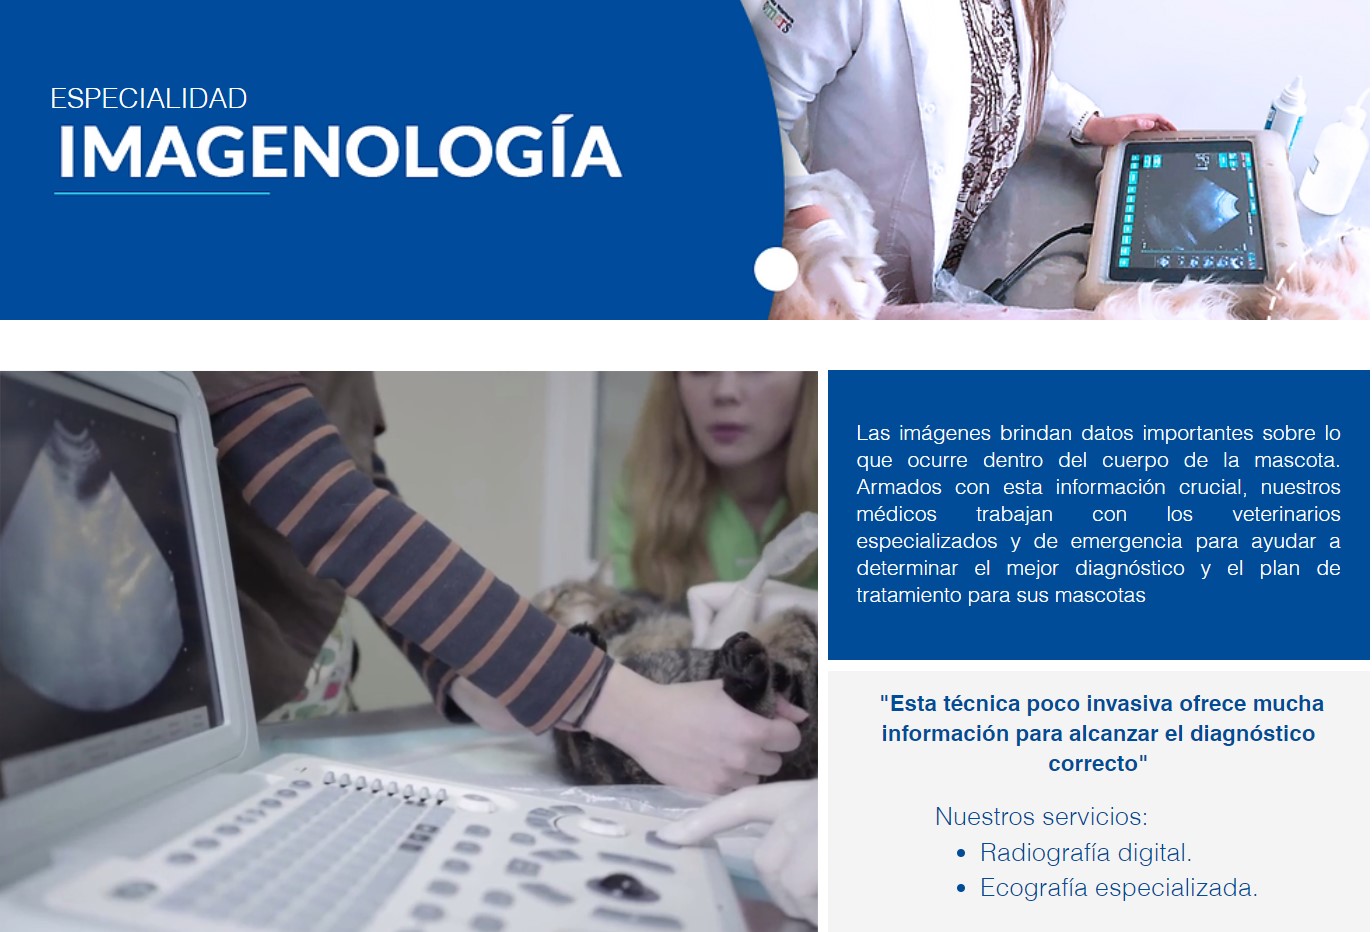 ESPECIALIDAD
IMAGENOLOGÍA
Las imágenes brindan datos importantes sobre lo
que ocurre dentro del cuerpo de la mascota.
Armados con esta información crucial, nuestros
médicos trabajan con los veterinarios
especializados y de emergencia para ayudar a
determinar el mejor diagnóstico y el plan de
tratamiento para sus mascotas
"Esta técnica poco invasiva ofrece mucha
información para alcanzar el diagnóstico
correcto"
Nuestros servicios:
• Radiografía digital.
• Ecografía especializada.